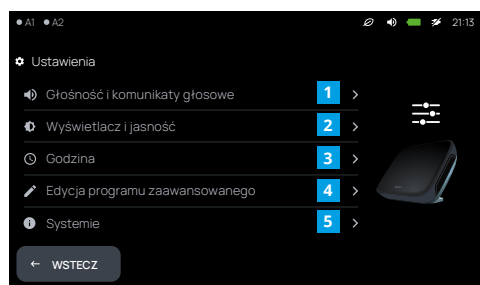 A1 A2 21:13
Ustawienia
Głośność i komunikaty głosowe 1
Wyświetlacz i jasność 2
Godzina 3
Edycja programu zaawansowanego 4
Systemie 5
WSTECZ